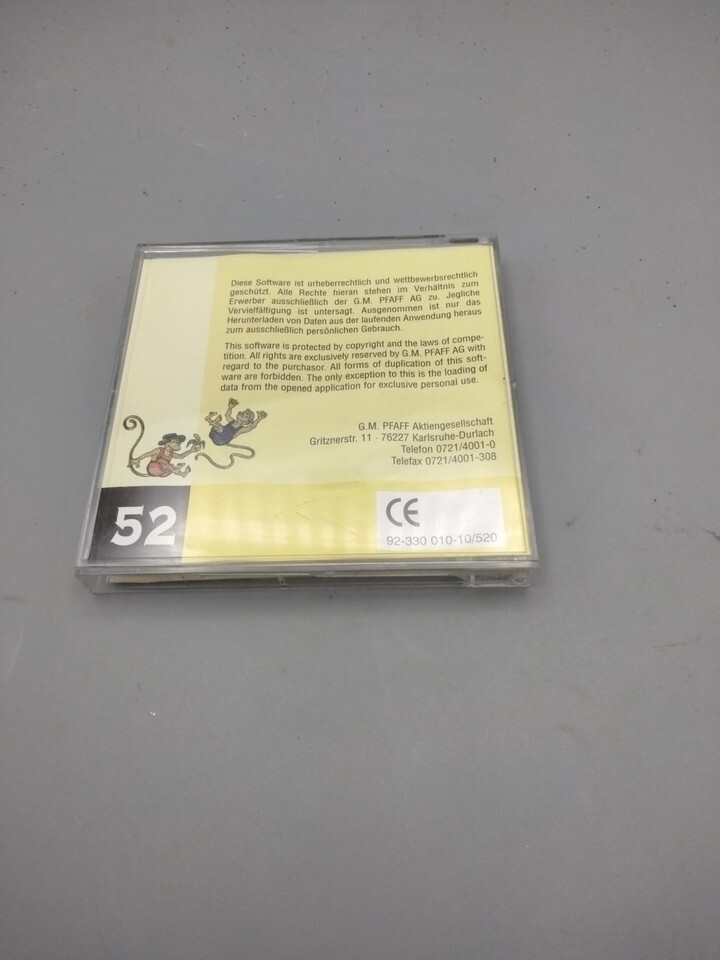 Diese Software ist urheberrechtlich und wettbewerbsrechtlich
geschützt. Alle Rechte hieran stehen im Verhältnis zum
Erwerber ausschließlich der G.M. PFAFF AG zu. Jegliche
Vervielfältigung ist untersagt. Ausgenommen ist nur das
Herunterladen von Daten aus der laufenden Anwendung heraus
zum ausschließlich persönlichen Gebrauch.
This software is protected by copyright and the laws of compe-
tition. All rights are exclusively reserved by G.M. PFAFF AG with
regard to the purchasor. All forms of duplication of this soft-
ware are forbidden. The only exception to this is the loading of
data from the opened application for exclusive personal use.
G.M. PFAFF Aktiengesellschaft
Gritznerstr. 11 · 76227 Karlsruhe-Durlach
Telefon 0721/4001-0
Telefax 0721/4001-308
52
CE
92-330 010-10/520